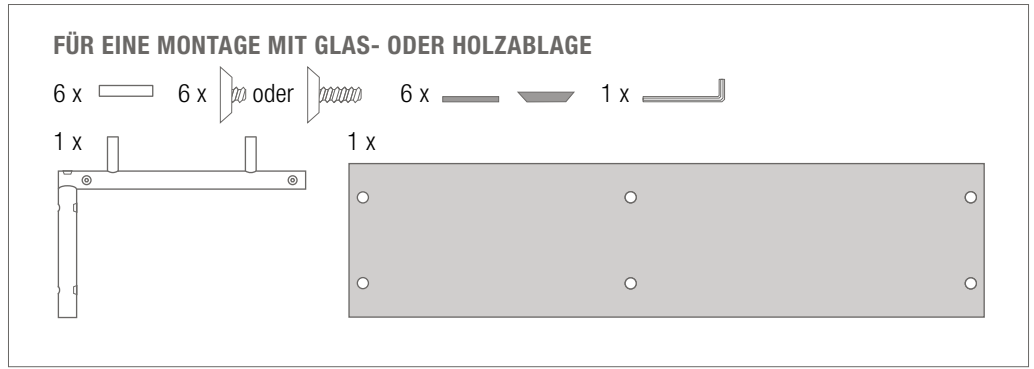 FÜR EINE MONTAGE MIT GLAS- ODER HOLZABLAGE
6 x 6 x oder 6 x 1 x
1 x 1 x